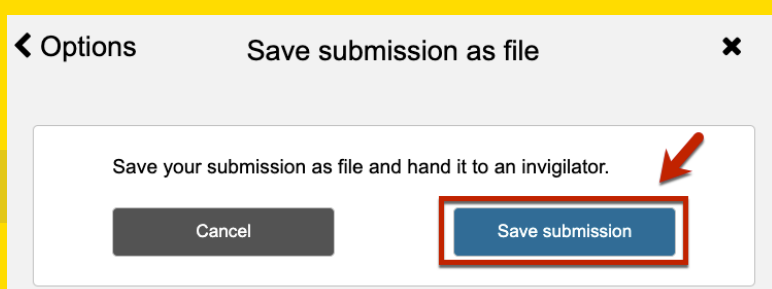 Options
Save submission as file
Save your submission as file and hand it to an invigilator.
Cancel
Save submission